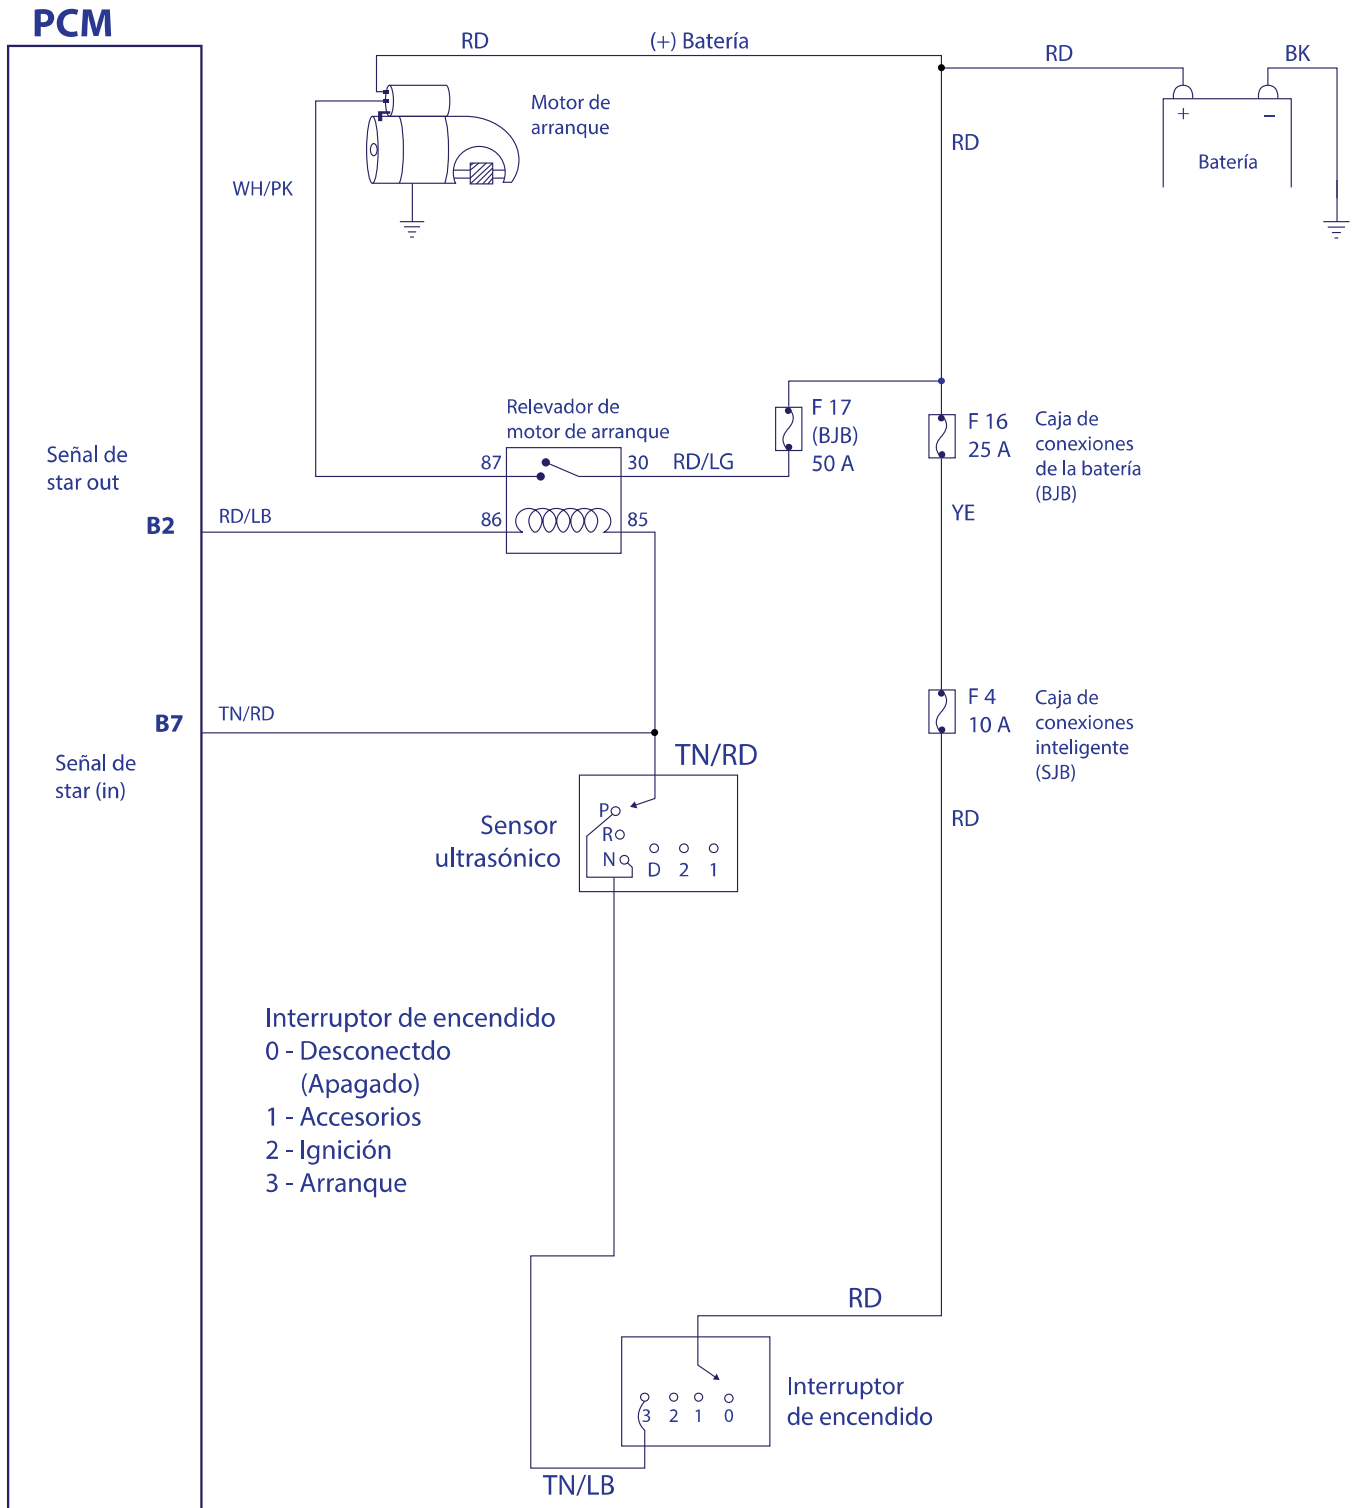 PCM
RD
(+) Batería
RD
BK
Motor de
arranque
+
−
Batería
RD
WH/PK
Relevador de
motor de arranque
87
30
RD/LG
F 17
(BJB)
50 A
F 16
25 A
Caja de
conexiones
de la batería
(BJB)
Señal de
star out
B2
RD/LB
86
85
YE
B7
TN/RD
Señal de
star (in)
TN/RD
F 4
10 A
Caja de
conexiones
inteligente
(SJB)
Sensor
ultrasónico
P
R
N
D
2
1
RD
Interruptor de encendido
0 - Desconectdo
(Apagado)
1 - Accesorios
2 - Ignición
3 - Arranque
RD
3
2
1
0
Interruptor
de encendido
TN/LB